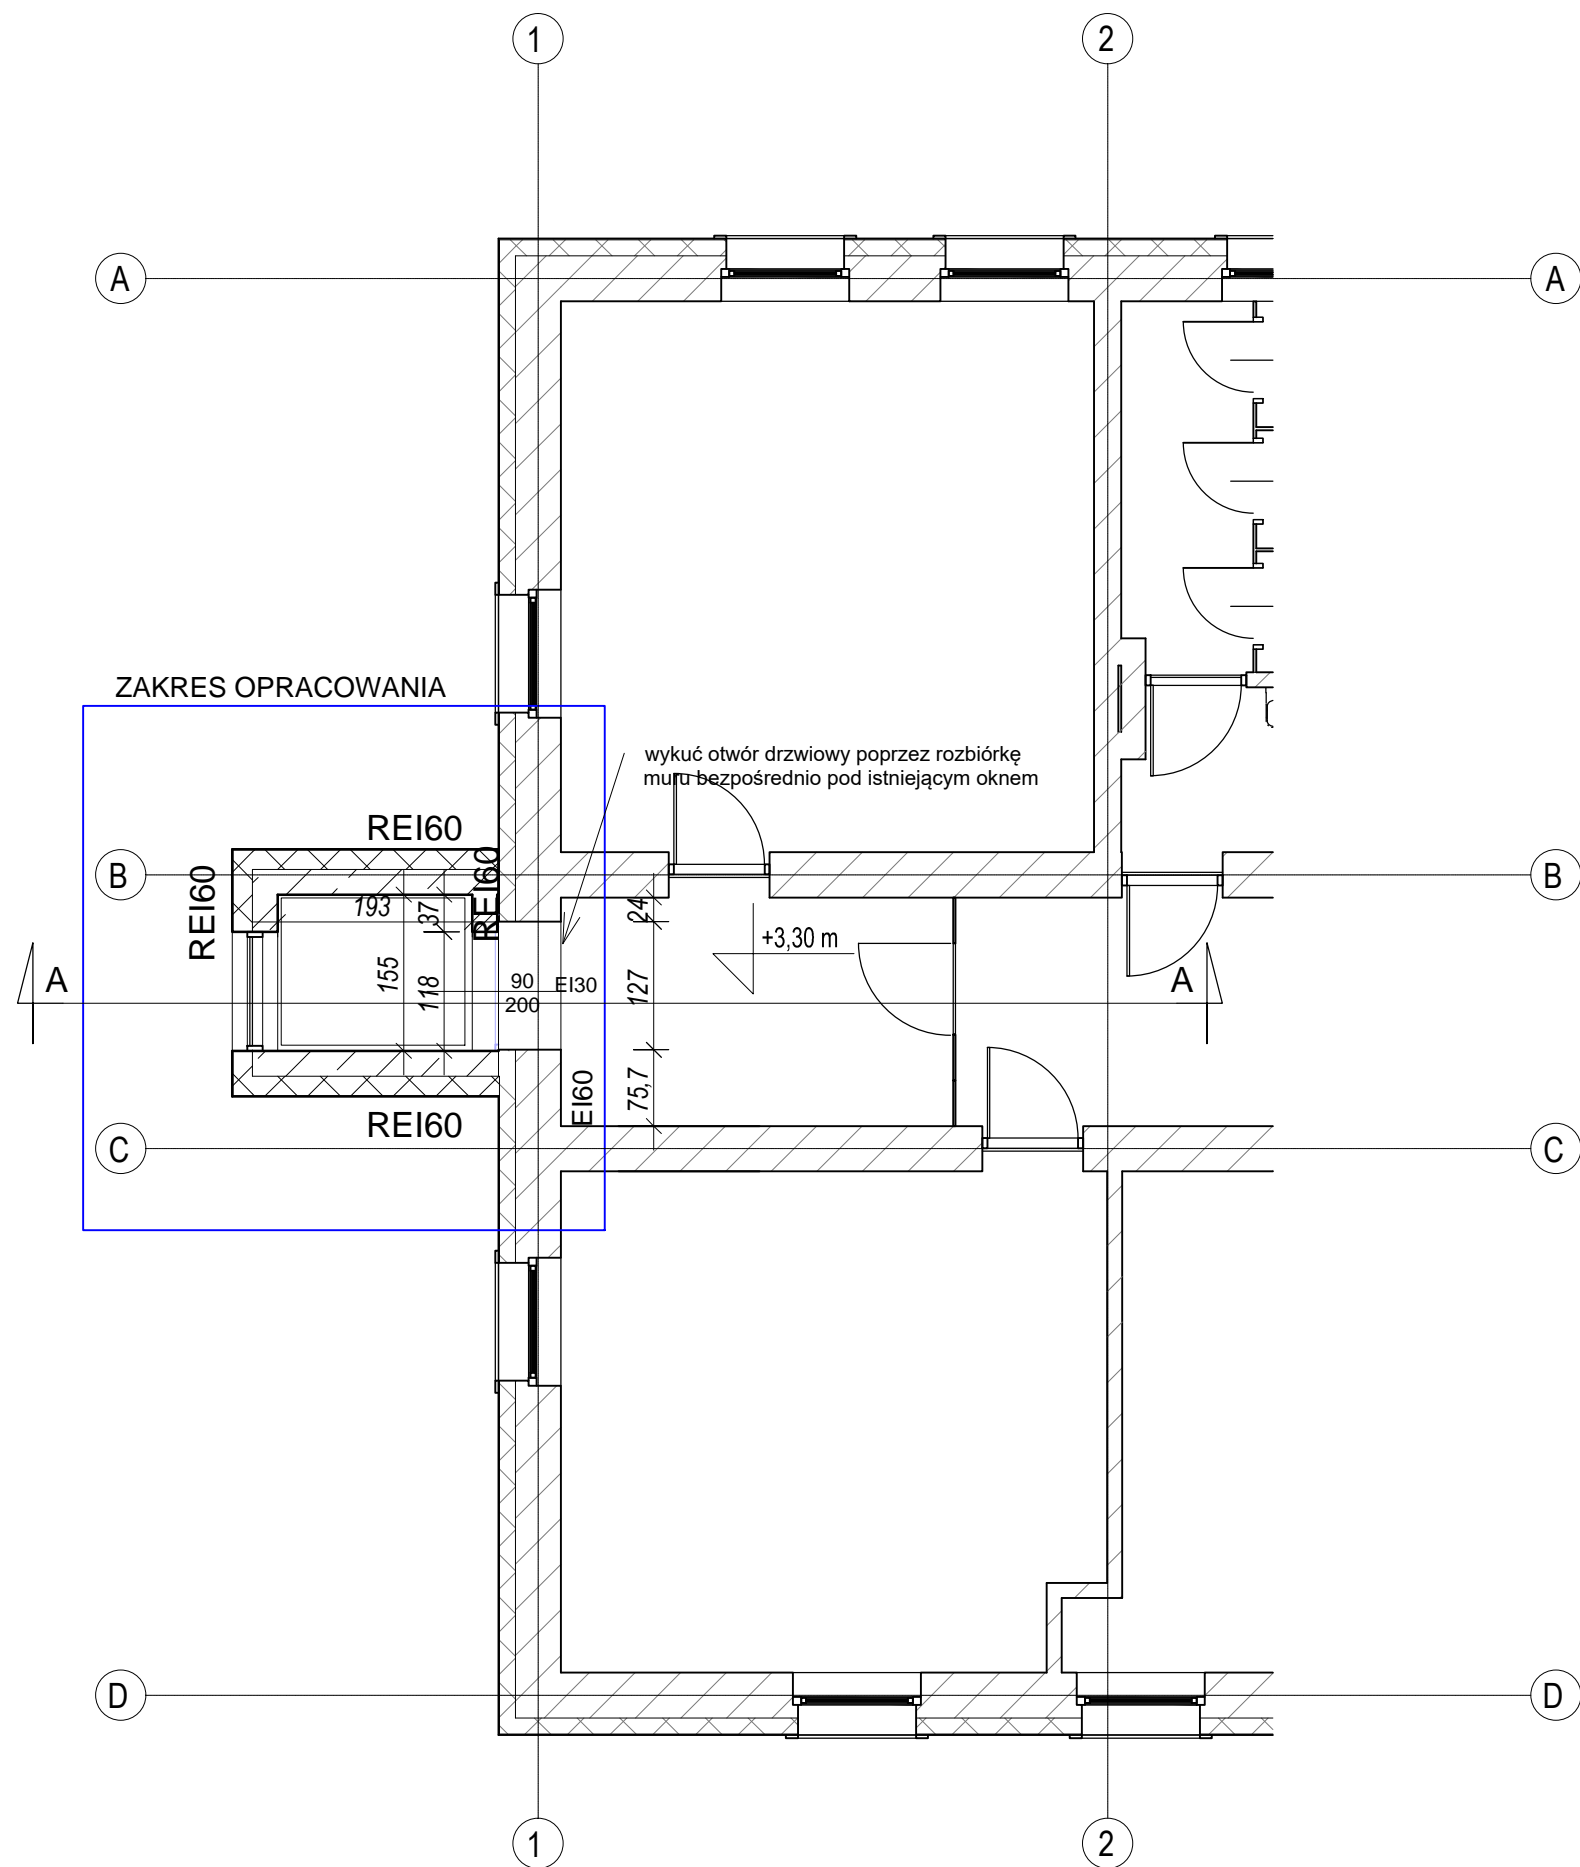 1
2
A
A
ZAKRES OPRACOWANIA
wykuć otwór drzwiowy poprzez rozbiórkę
muru bezpośrednio pod istniejącym oknem
REI60
REI60
REI60
B
B
193
37
24
+3,30 m
155
118
90
200
EI30
127
A
A
75,7
EI60
REI60
C
C
D
D
1
2